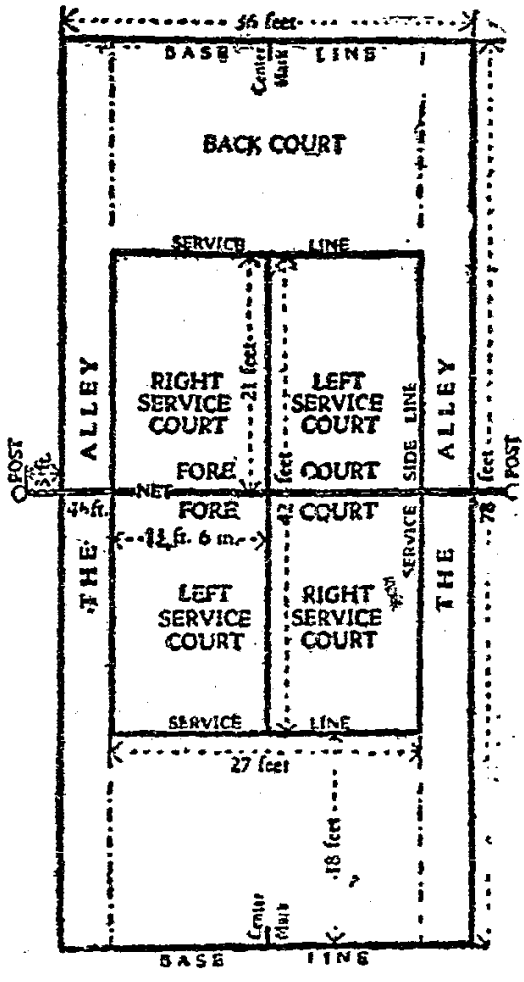 36 feet
BASE LINE
Center Mark
BACK COURT
SERVICE LINE
21 feet
RIGHT
SERVICE
COURT
LEFT
SERVICE
COURT
THE ALLEY
THE ALLEY
SERVICE SIDE LINE
POST
3 ft.
POST
78 feet
42 feet
FORE COURT
NET
4½ ft.
FORE COURT
13 ft. 6 in.
LEFT
SERVICE
COURT
RIGHT
SERVICE
COURT
SERVICE LINE
27 feet
18 feet
Center Mark
BASE LINE